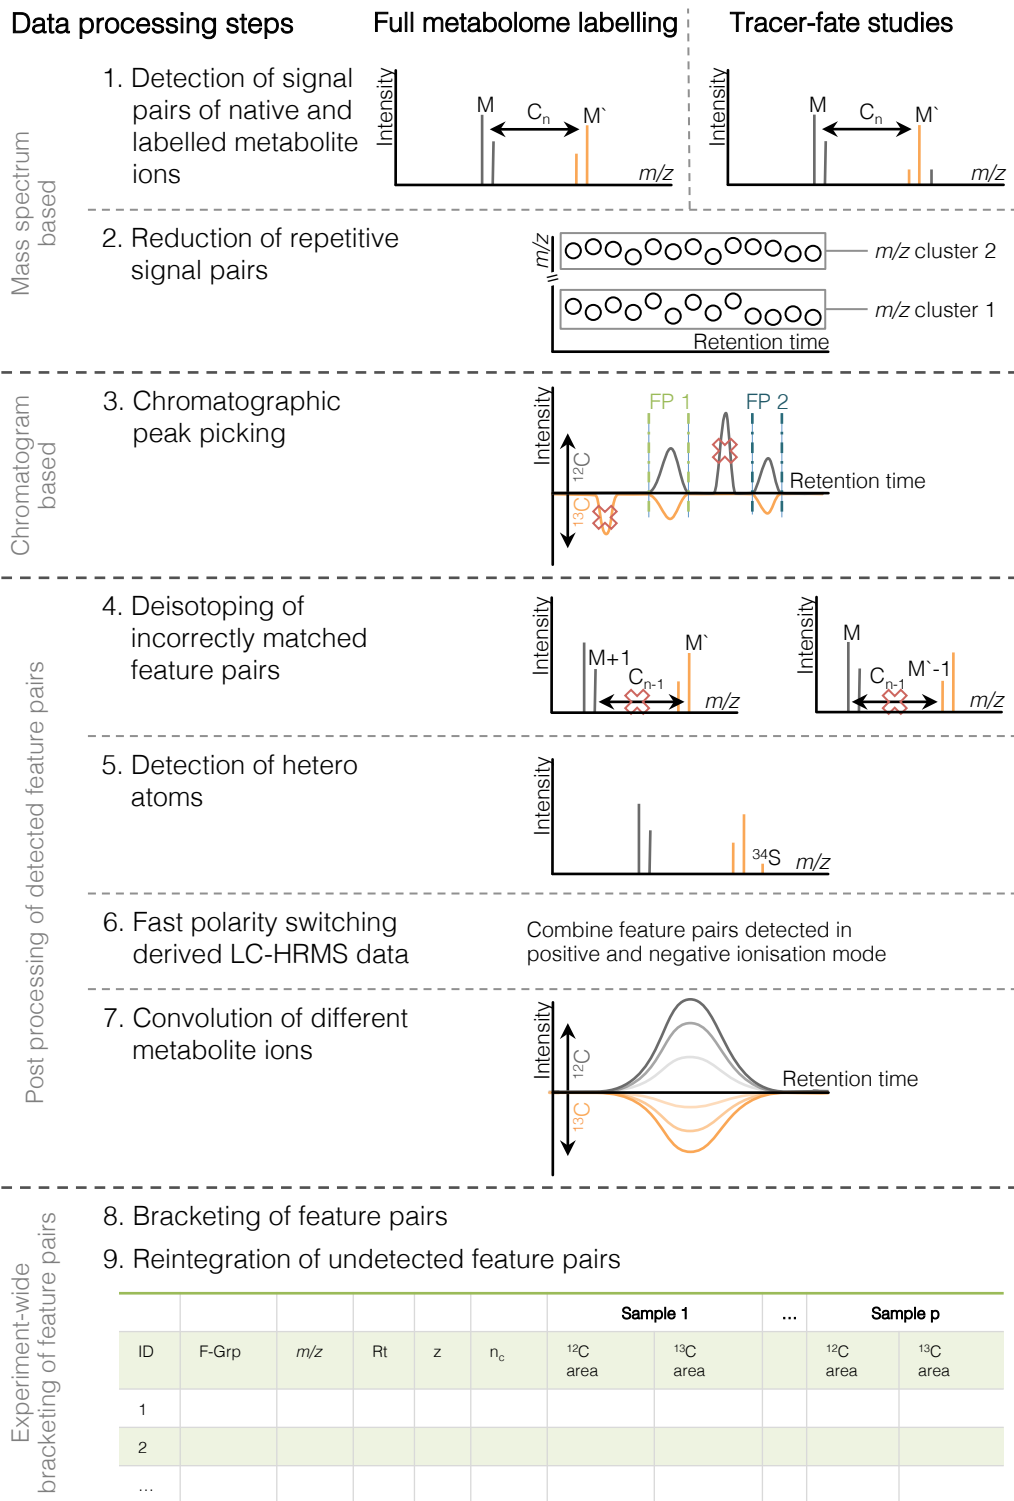 Data processing steps
Full metabolome labelling
Tracer-fate studies
Mass spectrum
based
1. Detection of signal
pairs of native and
labelled metabolite
ions
Intensity
M
Cn
M`
m/z
Intensity
M
Cn
M`
m/z
2. Reduction of repetitive
signal pairs
m/z
m/z cluster 2
m/z cluster 1
Retention time
Chromatogram
based
3. Chromatographic
peak picking
Intensity
12C
13C
FP 1
FP 2
Retention time
Post processing of detected feature pairs
4. Deisotoping of
incorrectly matched
feature pairs
Intensity
M+1
Cn-1
M`
m/z
Intensity
M
Cn-1
M`-1
m/z
5. Detection of hetero
atoms
Intensity
34S
m/z
6. Fast polarity switching
derived LC-HRMS data
Combine feature pairs detected in
positive and negative ionisation mode
7. Convolution of different
metabolite ions
Intensity
12C
13C
Retention time
Experiment-wide
bracketing of feature pairs
8. Bracketing of feature pairs
9. Reintegration of undetected feature pairs
Sample 1 ... Sample p
ID F-Grp m/z Rt z nc 12C area 13C area 12C area 13C area
1
2
...